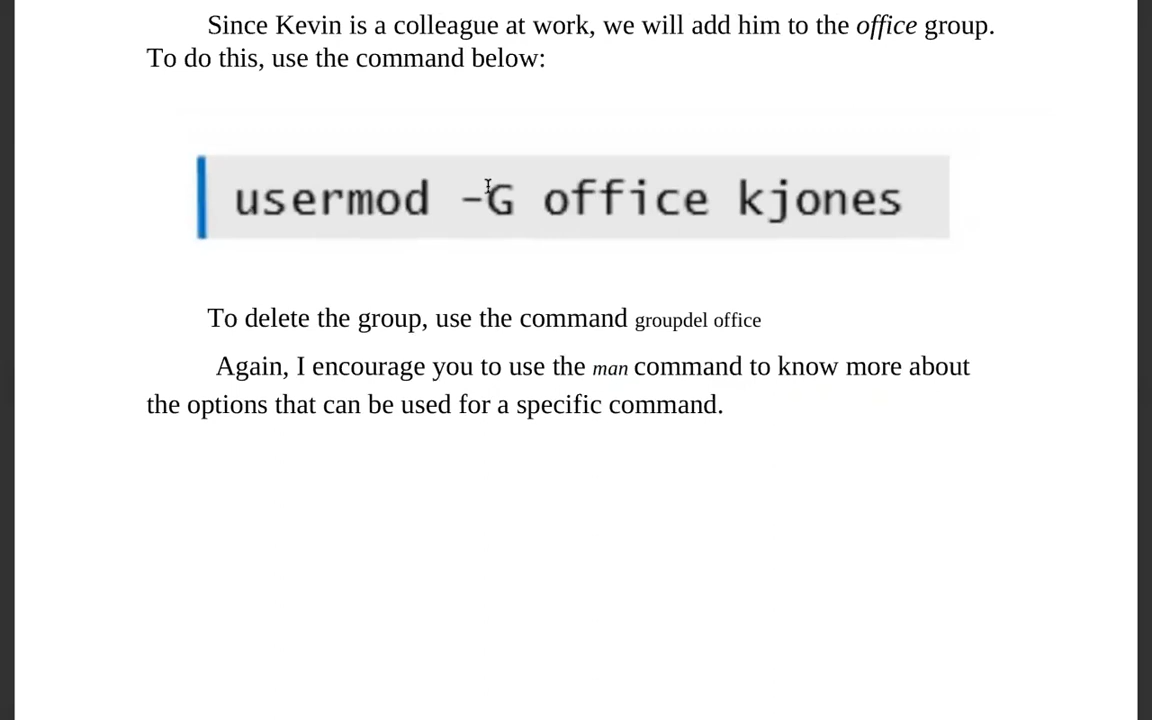 Since Kevin is a colleague at work, we will add him to the office group.
To do this, use the command below:
usermod -G office kjones
To delete the group, use the command groupdel office
Again, I encourage you to use the man command to know more about
the options that can be used for a specific command.